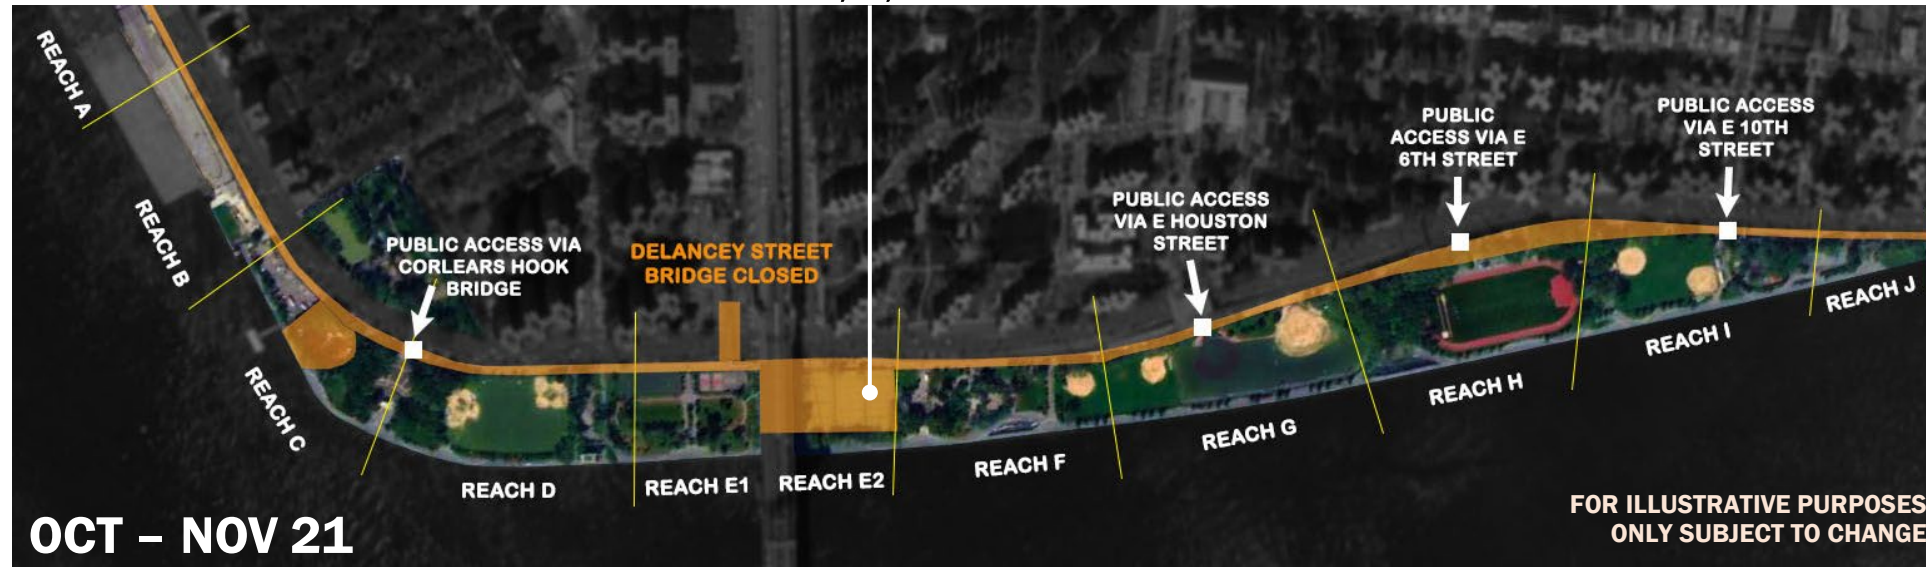 REACH A
REACH B
REACH C
PUBLIC ACCESS VIA
CORLEARS HOOK
BRIDGE
DELANCEY STREET
BRIDGE CLOSED
PUBLIC ACCESS
VIA E HOUSTON
STREET
PUBLIC
ACCESS VIA E
6TH STREET
PUBLIC ACCESS
VIA E 10TH
STREET
REACH D
REACH E1
REACH E2
REACH F
REACH G
REACH H
REACH I
REACH J
OCT – NOV 21
FOR ILLUSTRATIVE PURPOSES
ONLY SUBJECT TO CHANGE